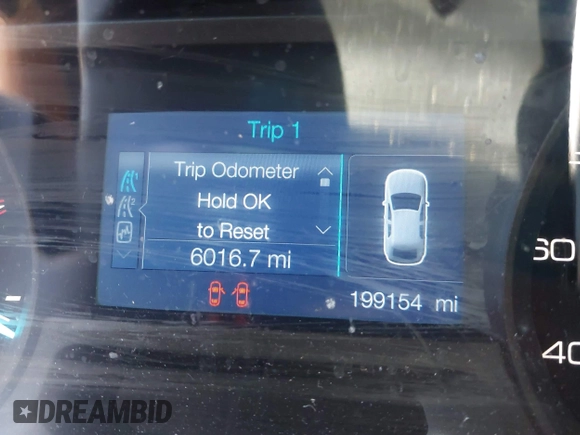 Trip 1
Trip Odometer
Hold OK
to Reset
6016.7 mi
199154 mi
60
40
DREAMBID